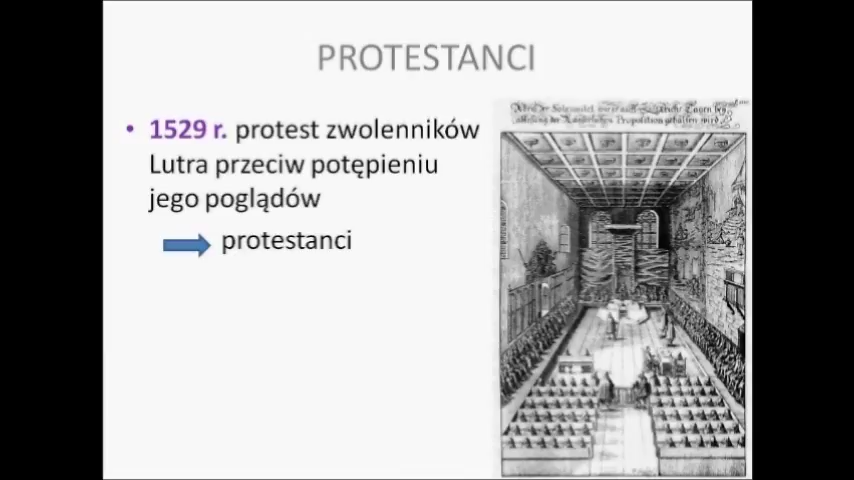 PROTESTANCI
• 1529 r. protest zwolenników
Lutra przeciw potępieniu
jego poglądów
protestanci